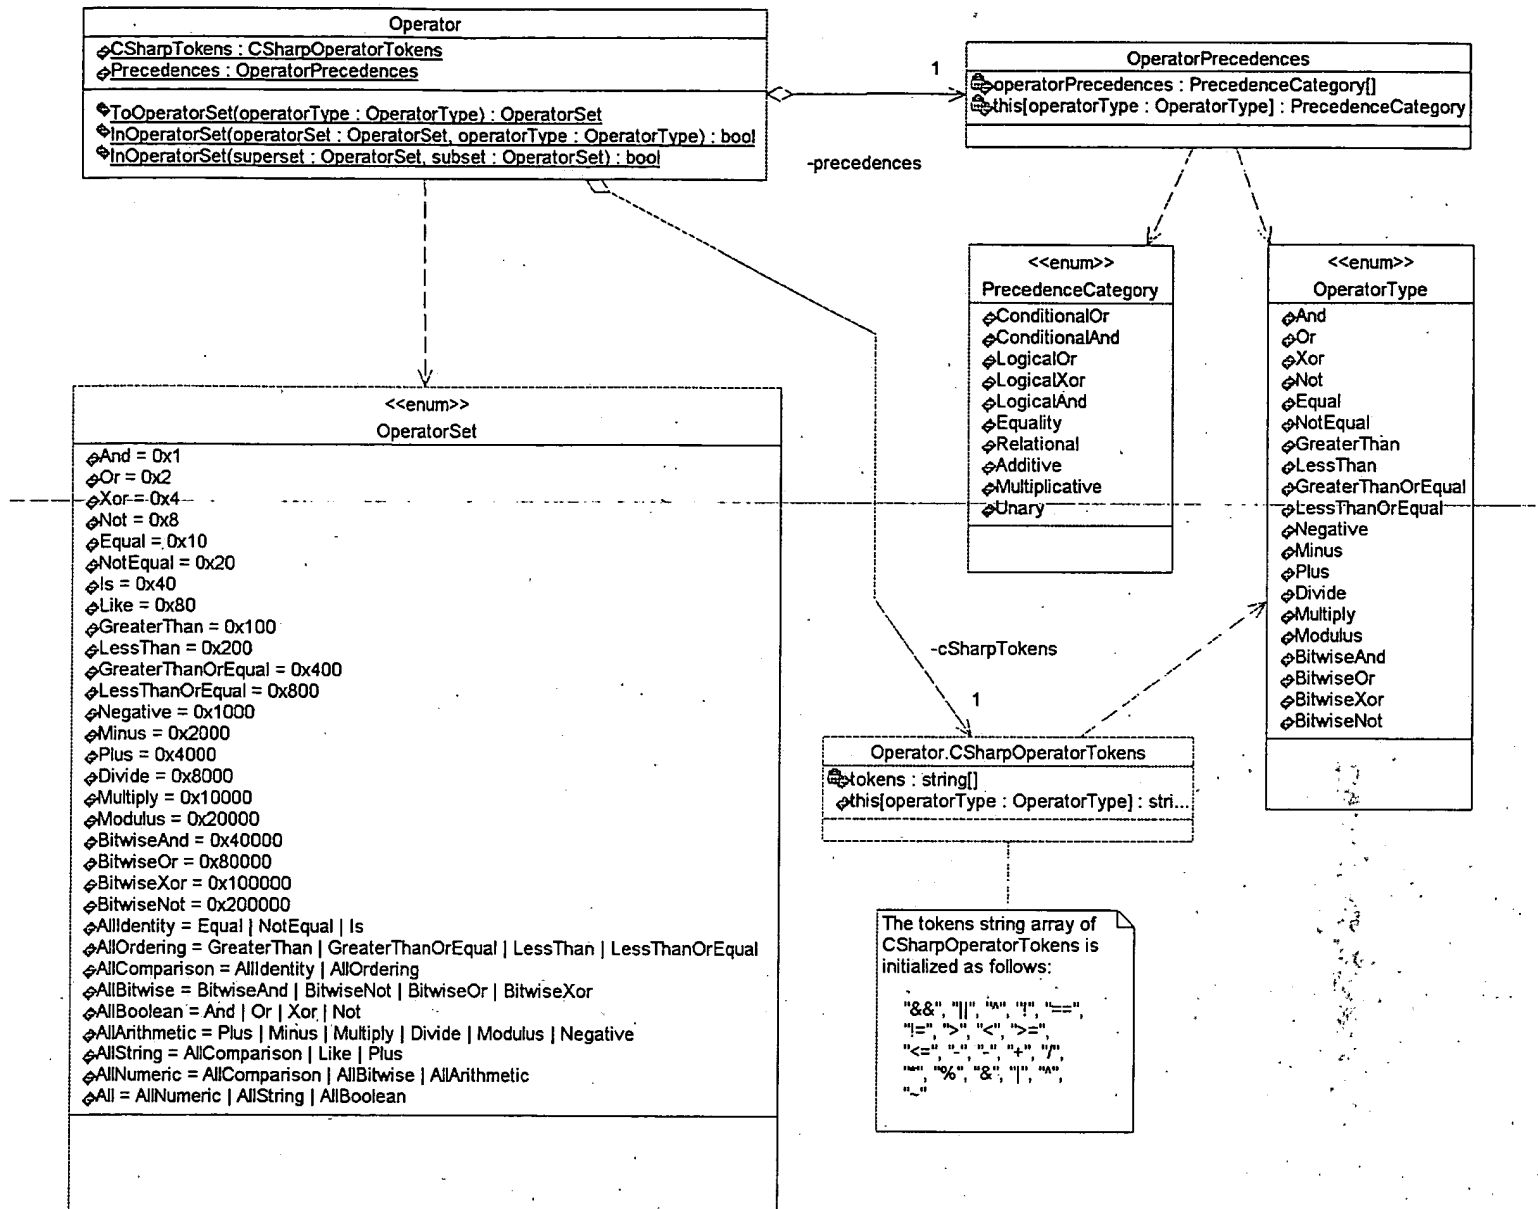 Operator
CSharpTokens : CSharpOperatorTokens
Precedences : OperatorPrecedences
ToOperatorSet(operatorType : OperatorType) : OperatorSet
InOperatorSet(operatorSet : OperatorSet, operatorType : OperatorType) : bool
InOperatorSet(superset : OperatorSet, subset : OperatorSet) : bool
1
-precedences
OperatorPrecedences
operatorPrecedences : PrecedenceCategory[]
this[operatorType : OperatorType] : PrecedenceCategory
<<enum>>
PrecedenceCategory
ConditionalOr
ConditionalAnd
LogicalOr
LogicalXor
LogicalAnd
Equality
Relational
Additive
Multiplicative
Unary
<<enum>>
OperatorType
And
Or
Xor
Not
Equal
NotEqual
GreaterThan
LessThan
GreaterThanOrEqual
LessThanOrEqual
Negative
Minus
Plus
Divide
Multiply
Modulus
BitwiseAnd
BitwiseOr
BitwiseXor
BitwiseNot
<<enum>>
OperatorSet
And = 0x1
Or = 0x2
Xor = 0x4
Not = 0x8
Equal = 0x10
NotEqual = 0x20
Is = 0x40
Like = 0x80
GreaterThan = 0x100
LessThan = 0x200
GreaterThanOrEqual = 0x400
LessThanOrEqual = 0x800
Negative = 0x1000
Minus = 0x2000
Plus = 0x4000
Divide = 0x8000
Multiply = 0x10000
Modulus = 0x20000
BitwiseAnd = 0x40000
BitwiseOr = 0x80000
BitwiseXor = 0x100000
BitwiseNot = 0x200000
AllIdentity = Equal | NotEqual | Is
AllOrdering = GreaterThan | GreaterThanOrEqual | LessThan | LessThanOrEqual
AllComparison = AllIdentity | AllOrdering
AllBitwise = BitwiseAnd | BitwiseNot | BitwiseOr | BitwiseXor
AllBoolean = And | Or | Xor | Not
AllArithmetic = Plus | Minus | Multiply | Divide | Modulus | Negative
AllString = AllComparison | Like | Plus
AllNumeric = AllComparison | AllBitwise | AllArithmetic
All = AllNumeric | AllString | AllBoolean
-cSharpTokens
1
Operator.CSharpOperatorTokens
tokens : string[]
this[operatorType : OperatorType] : stri...
The tokens string array of
CSharpOperatorTokens is
initialized as follows:
"&&", "||", "^", "!", "==",
"!=", ">", "<", ">=",
"<=", "-", "-", "+", "/",
"*", "%", "&", "|", "^",
"~"